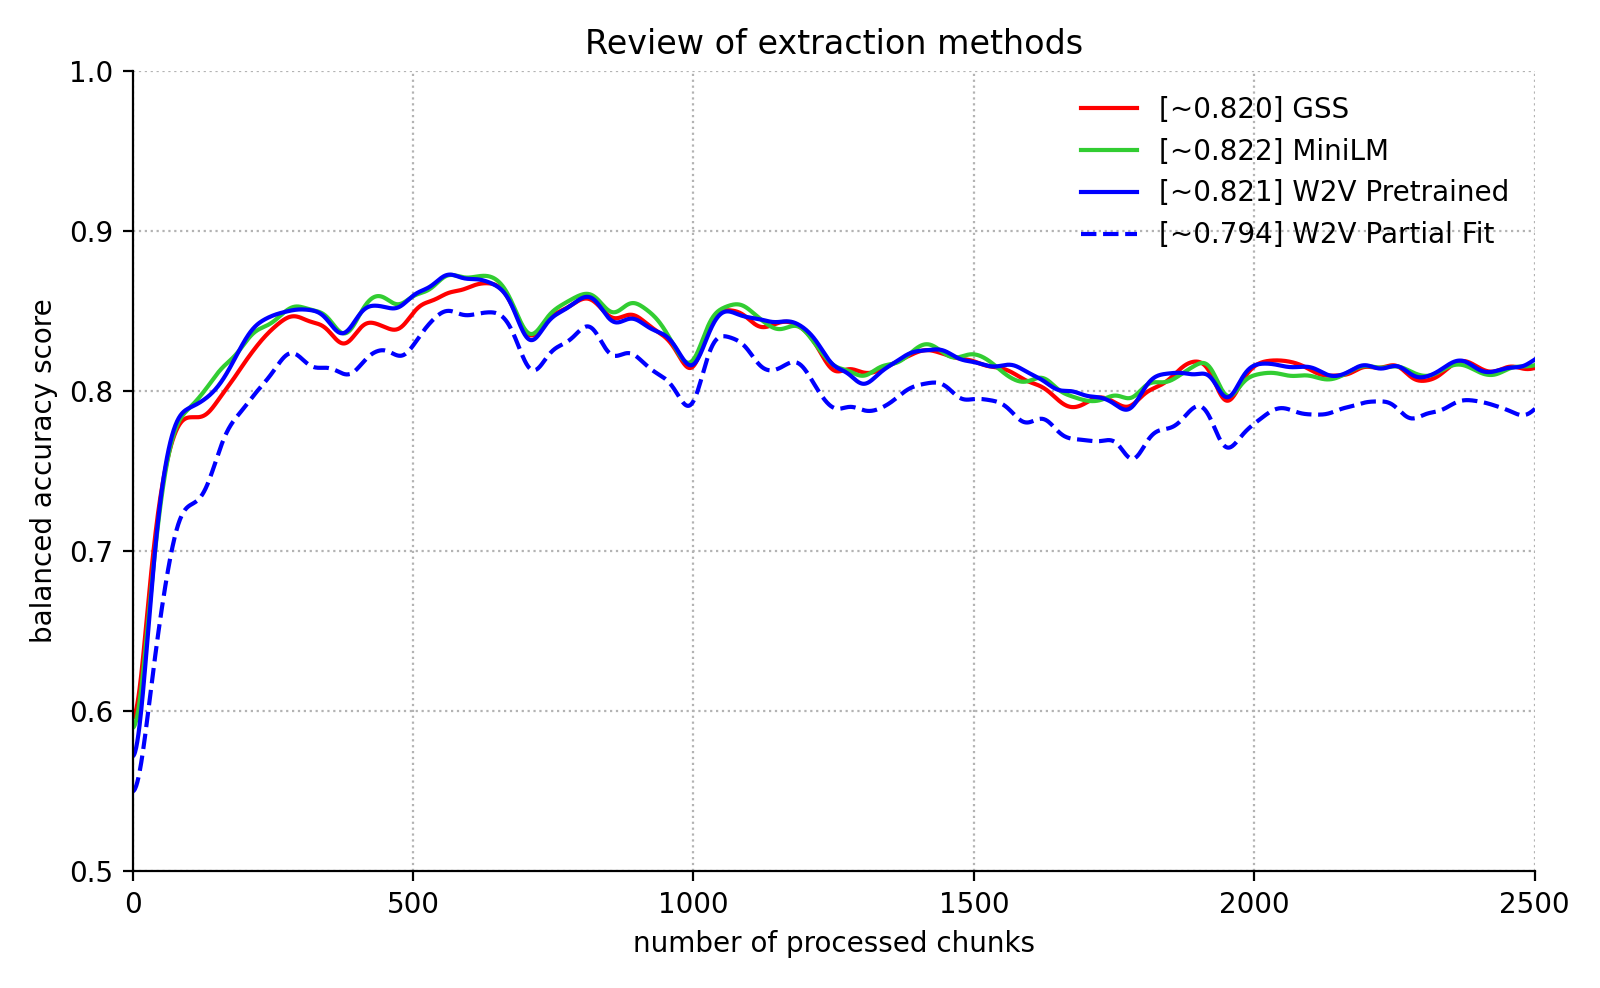 Review of extraction methods
1.0
0.9
0.8
0.7
0.6
0.5
balanced accuracy score
[~0.820] GSS
[~0.822] MiniLM
[~0.821] W2V Pretrained
[~0.794] W2V Partial Fit
0 500 1000 1500 2000 2500
number of processed chunks